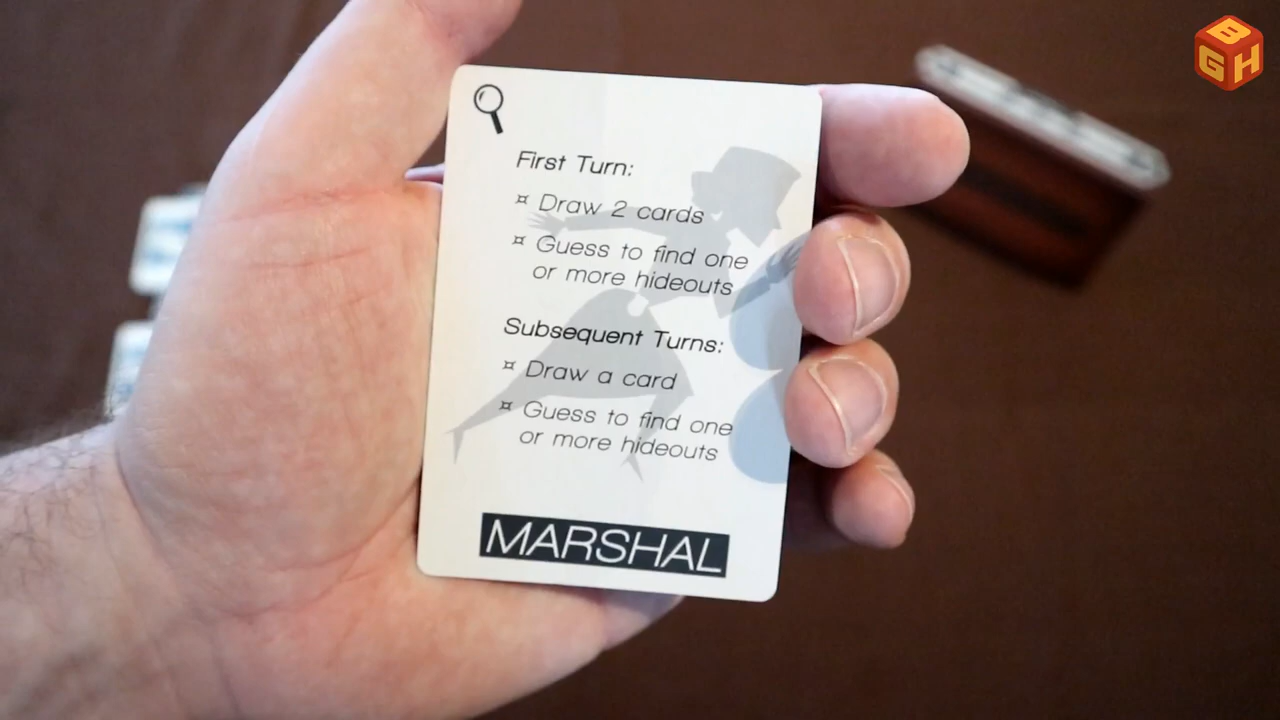 First Turn:
¤ Draw 2 cards
¤ Guess to find one
or more hideouts
Subsequent Turns:
¤ Draw a card
¤ Guess to find one
or more hideouts
MARSHAL
B
G H